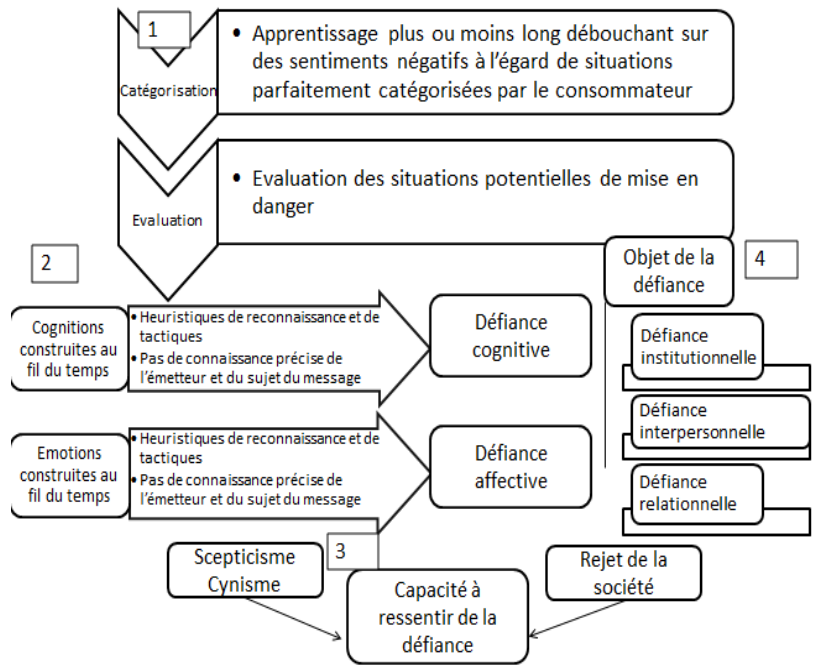 1
Catégorisation
• Apprentissage plus ou moins long débouchant sur
des sentiments négatifs à l'égard de situations
parfaitement catégorisées par le consommateur
Evaluation
• Evaluation des situations potentielles de mise en
danger
2
Cognitions
construites au
fil du temps
• Heuristiques de reconnaissance et de
tactiques
• Pas de connaissance précise de
l'émetteur et du sujet du message
Défiance
cognitive
Emotions
construites au
fil du temps
• Heuristiques de reconnaissance et de
tactiques
• Pas de connaissance précise de
l'émetteur et du sujet du message
Défiance
affective
Objet de la
défiance
4
Défiance
institutionnelle
Défiance
interpersonnelle
Défiance
relationnelle
3
Scepticisme
Cynisme
Capacité à
ressentir de la
défiance
Rejet de la
société